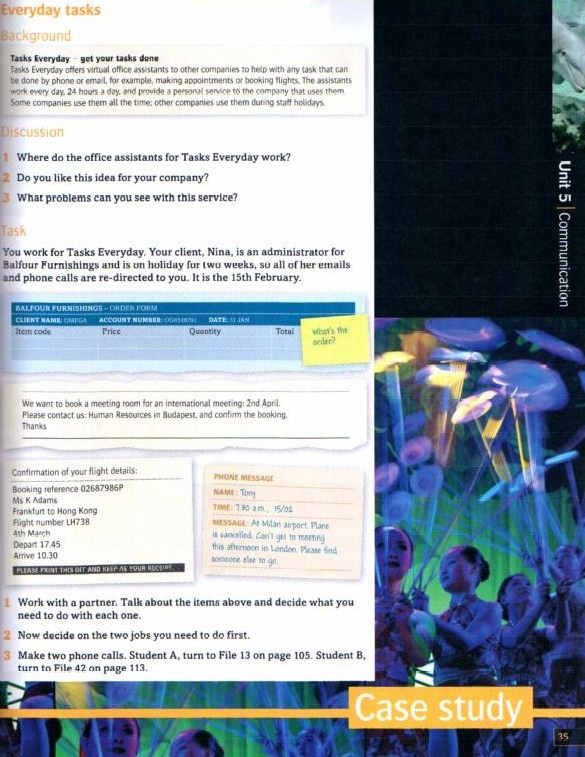 Everyday tasks
Background
Tasks Everyday – get your tasks done
Tasks Everyday offers virtual office assistants to other companies to help with any task that can
be done by phone or email, for example, making appointments or booking flights. The assistants
work every day, 24 hours a day, and provide a personal service to the company that uses them.
Some companies use them all the time; other companies use them during staff holidays.
Discussion
1 Where do the office assistants for Tasks Everyday work?
2 Do you like this idea for your company?
3 What problems can you see with this service?
Task
You work for Tasks Everyday. Your client, Nina, is an administrator for
Balfour Furnishings and is on holiday for two weeks, so all of her emails
and phone calls are re-directed to you. It is the 15th February.
BALFOUR FURNISHINGS – ORDER FORM
CLIENT NAME: OMEGA ACCOUNT NUMBER: DATE: 31 JAN
Item code Price Quantity Total
What's the
order?
We want to book a meeting room for an international meeting: 2nd April.
Please contact us: Human Resources in Budapest, and confirm the booking.
Thanks
Confirmation of your flight details:
Booking reference 02687986P
Ms K Adams
Frankfurt to Hong Kong
Flight number LH738
4th March
Depart 17.45
Arrive 10.30
PLEASE PRINT THIS OFF AND KEEP AS YOUR RECEIPT
PHONE MESSAGE
NAME: Tony
TIME: 7.30 a.m., 15/02
MESSAGE: At Milan airport. Plane
is cancelled. Can't get to meeting
this afternoon in London. Please find
someone else to go.
1 Work with a partner. Talk about the items above and decide what you
need to do with each one.
2 Now decide on the two jobs you need to do first.
3 Make two phone calls. Student A, turn to File 13 on page 105. Student B,
turn to File 42 on page 113.
Unit 5 | Communication
Case study
35